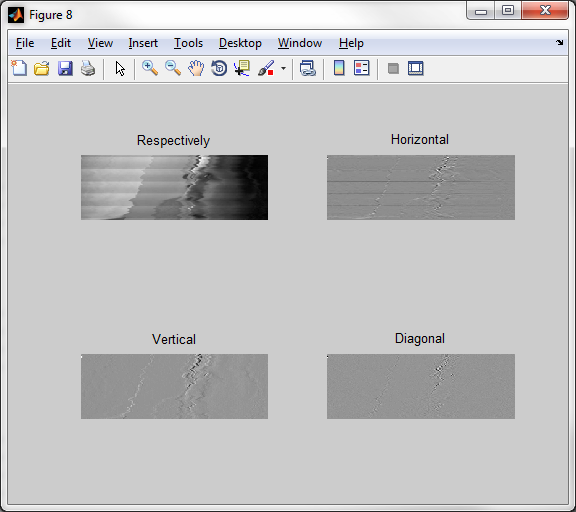 Figure 8
File Edit View Insert Tools Desktop Window Help
Respectively Horizontal
Vertical Diagonal